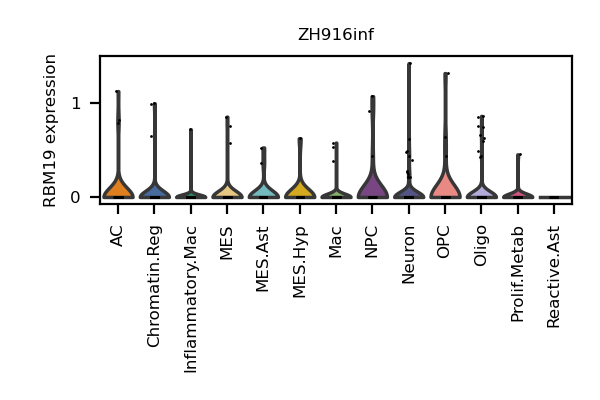 ZH916inf
RBM19 expression
1
0
AC
Chromatin.Reg
Inflammatory.Mac
MES
MES.Ast
MES.Hyp
Mac
NPC
Neuron
OPC
Oligo
Prolif.Metab
Reactive.Ast